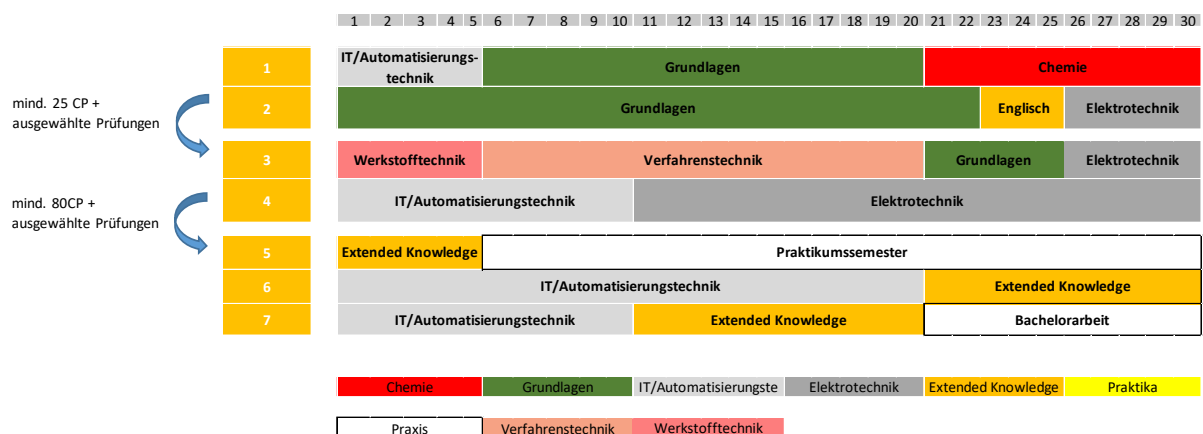 1 2 3 4 5 6 7 8 9 10 11 12 13 14 15 16 17 18 19 20 21 22 23 24 25 26 27 28 29 30
1 IT/Automatisierungs-
technik Grundlagen Chemie
mind. 25 CP +
ausgewählte Prüfungen
2 Grundlagen Englisch Elektrotechnik
3 Werkstofftechnik Verfahrenstechnik Grundlagen Elektrotechnik
mind. 80CP +
ausgewählte Prüfungen
4 IT/Automatisierungstechnik Elektrotechnik
5 Extended Knowledge Praktikumssemester
6 IT/Automatisierungstechnik Extended Knowledge
7 IT/Automatisierungstechnik Extended Knowledge Bachelorarbeit
Chemie Grundlagen IT/Automatisierungste Elektrotechnik Extended Knowledge Praktika
Praxis Verfahrenstechnik Werkstofftechnik